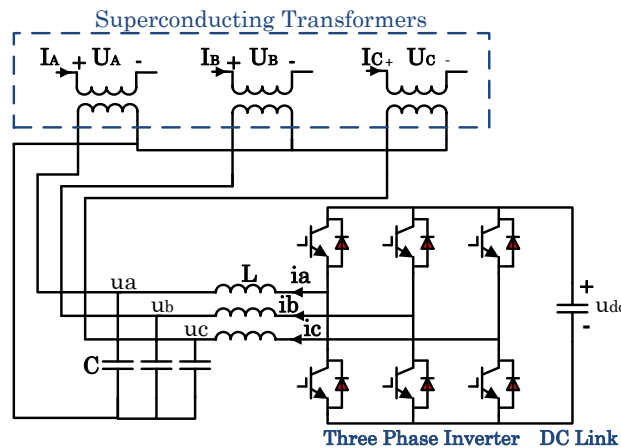 Superconducting Transformers
IA + UA - IB + UB - IC + UC -
L ia
ua
ib
ub
uc ic
C
+
udc
-
Three Phase Inverter DC Link